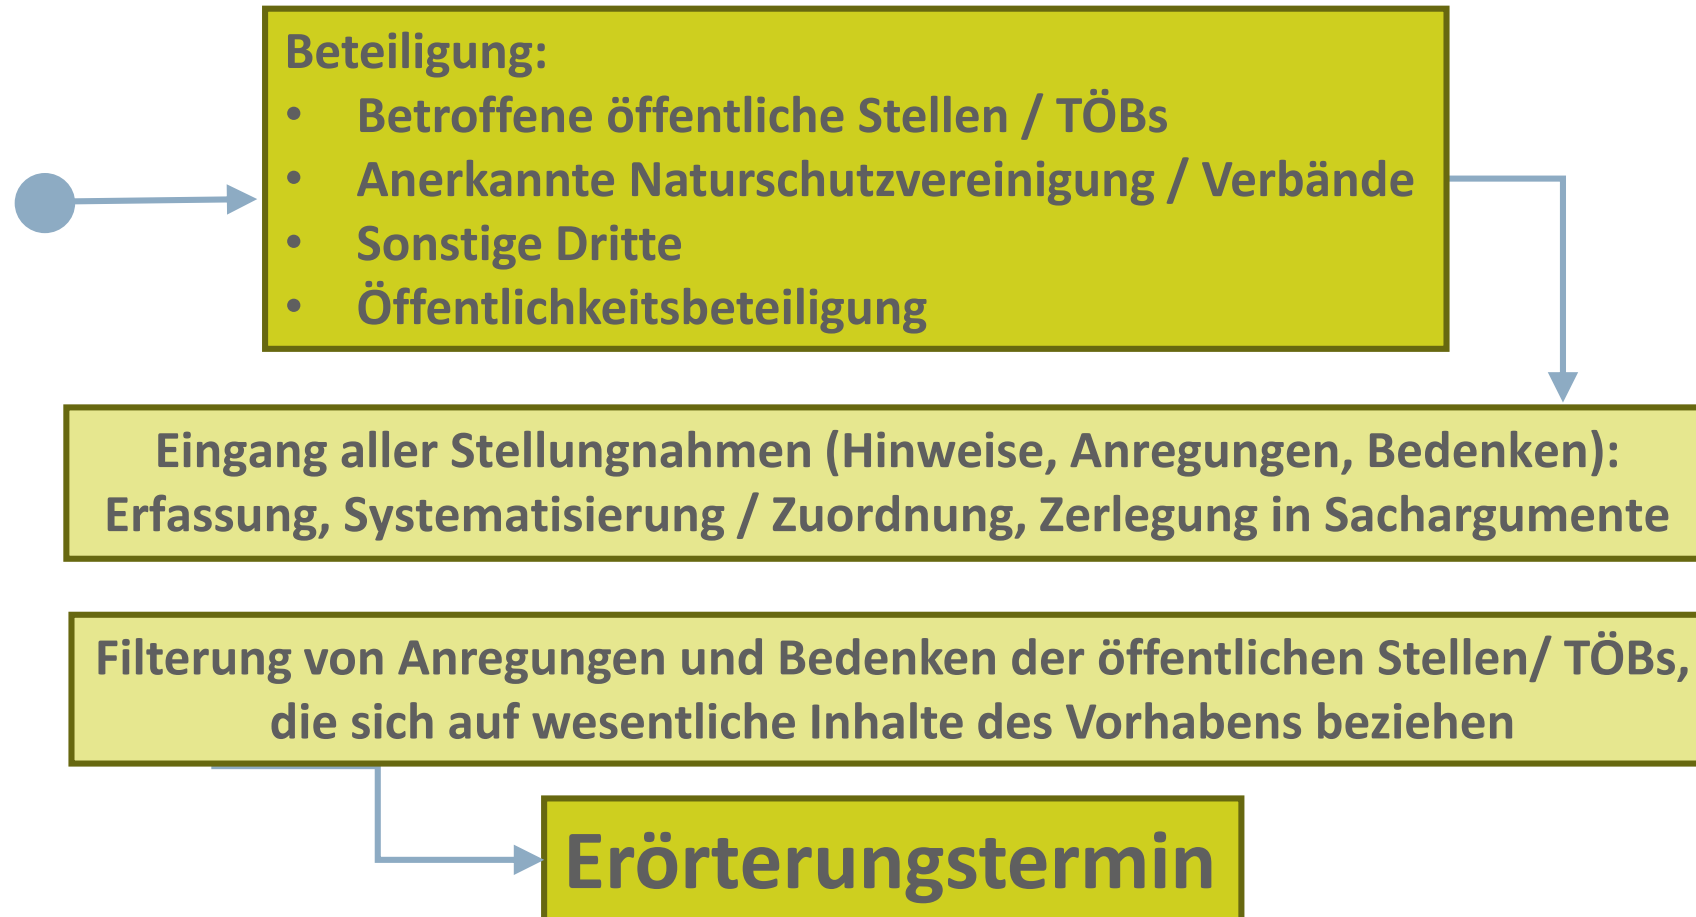 Beteiligung:
• Betroffene öffentliche Stellen / TÖBs
• Anerkannte Naturschutzvereinigung / Verbände
• Sonstige Dritte
• Öffentlichkeitsbeteiligung
Eingang aller Stellungnahmen (Hinweise, Anregungen, Bedenken):
Erfassung, Systematisierung / Zuordnung, Zerlegung in Sachargumente
Filterung von Anregungen und Bedenken der öffentlichen Stellen/ TÖBs,
die sich auf wesentliche Inhalte des Vorhabens beziehen
Erörterungstermin